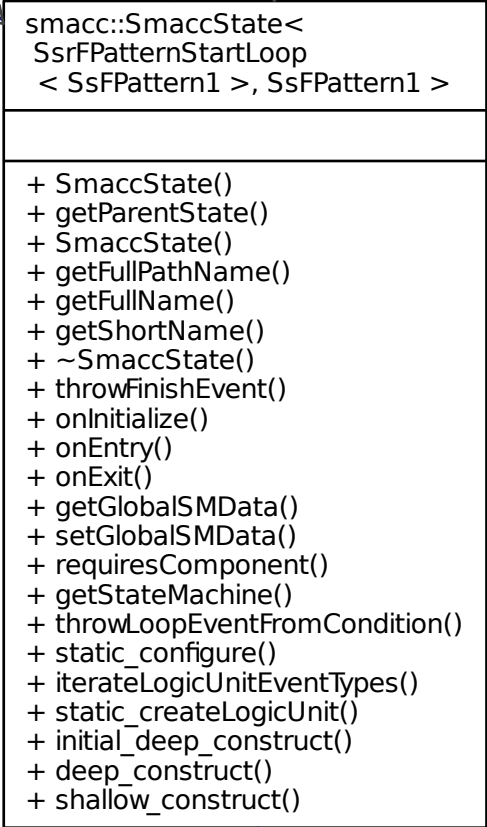 smacc::SmaccState<
SsrFPatternStartLoop
< SsFPattern1 >, SsFPattern1 >
+ SmaccState()
+ getParentState()
+ SmaccState()
+ getFullPathName()
+ getFullName()
+ getShortName()
+ ~SmaccState()
+ throwFinishEvent()
+ onInitialize()
+ onEntry()
+ onExit()
+ getGlobalSMData()
+ setGlobalSMData()
+ requiresComponent()
+ getStateMachine()
+ throwLoopEventFromCondition()
+ static_configure()
+ iterateLogicUnitEventTypes()
+ static_createLogicUnit()
+ initial_deep_construct()
+ deep_construct()
+ shallow_construct()